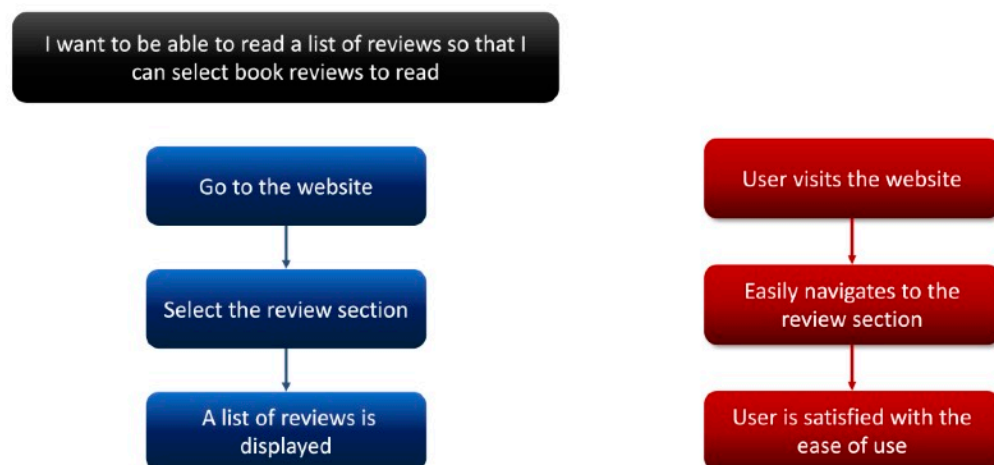 I want to be able to read a list of reviews so that I
can select book reviews to read
Go to the website
Select the review section
A list of reviews is
displayed
User visits the website
Easily navigates to the
review section
User is satisfied with the
ease of use